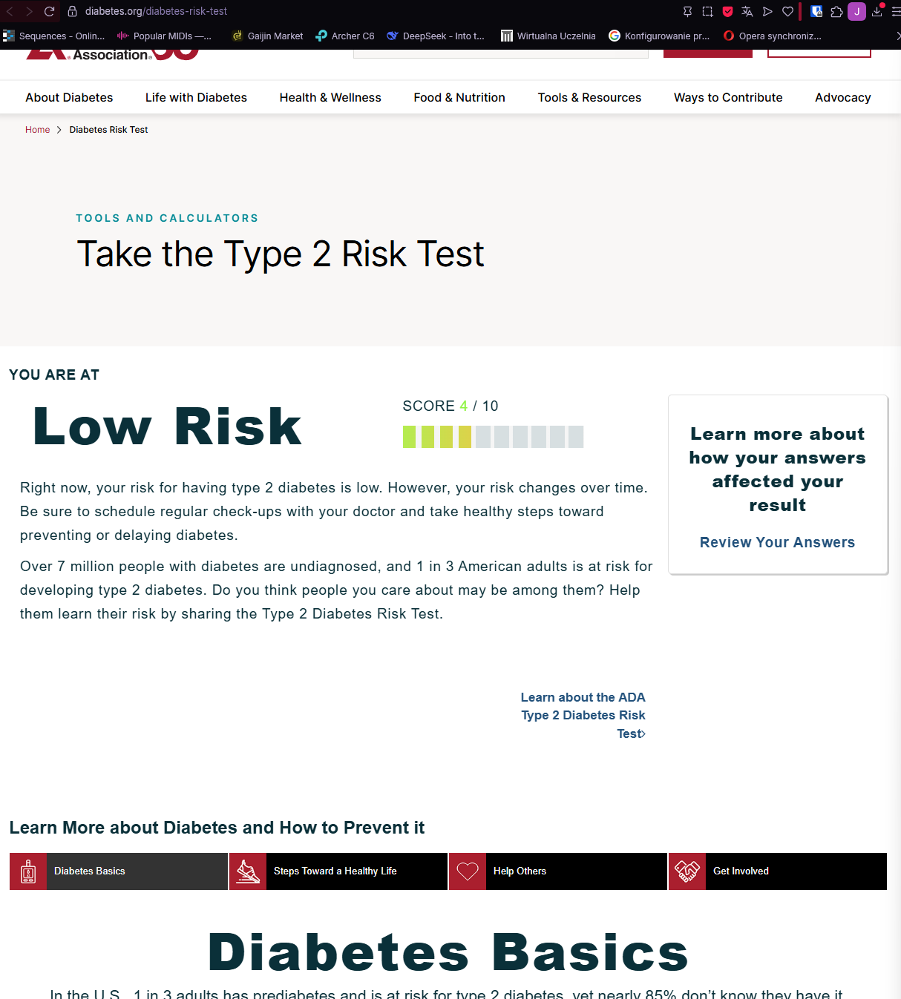 diabetes.org/diabetes-risk-test
J
Sequences - Onlin... Popular MIDIs —... Gaijin Market Archer C6 DeepSeek - Into t... Wirtualna Uczelnia Konfigurowanie pr... Opera synchroniz...
Association
About Diabetes Life with Diabetes Health & Wellness Food & Nutrition Tools & Resources Ways to Contribute Advocacy
Home > Diabetes Risk Test
TOOLS AND CALCULATORS
Take the Type 2 Risk Test
YOU ARE AT
Low Risk
SCORE 4 / 10
Right now, your risk for having type 2 diabetes is low. However, your risk changes over time.
Be sure to schedule regular check-ups with your doctor and take healthy steps toward
preventing or delaying diabetes.
Over 7 million people with diabetes are undiagnosed, and 1 in 3 American adults is at risk for
developing type 2 diabetes. Do you think people you care about may be among them? Help
them learn their risk by sharing the Type 2 Diabetes Risk Test.
Learn more about
how your answers
affected your
result
Review Your Answers
Learn about the ADA
Type 2 Diabetes Risk
Test>
Learn More about Diabetes and How to Prevent it
Diabetes Basics Steps Toward a Healthy Life Help Others Get Involved
Diabetes Basics
In the U.S., 1 in 3 adults has prediabetes and is at risk for type 2 diabetes, yet nearly 85% don't know they have it.